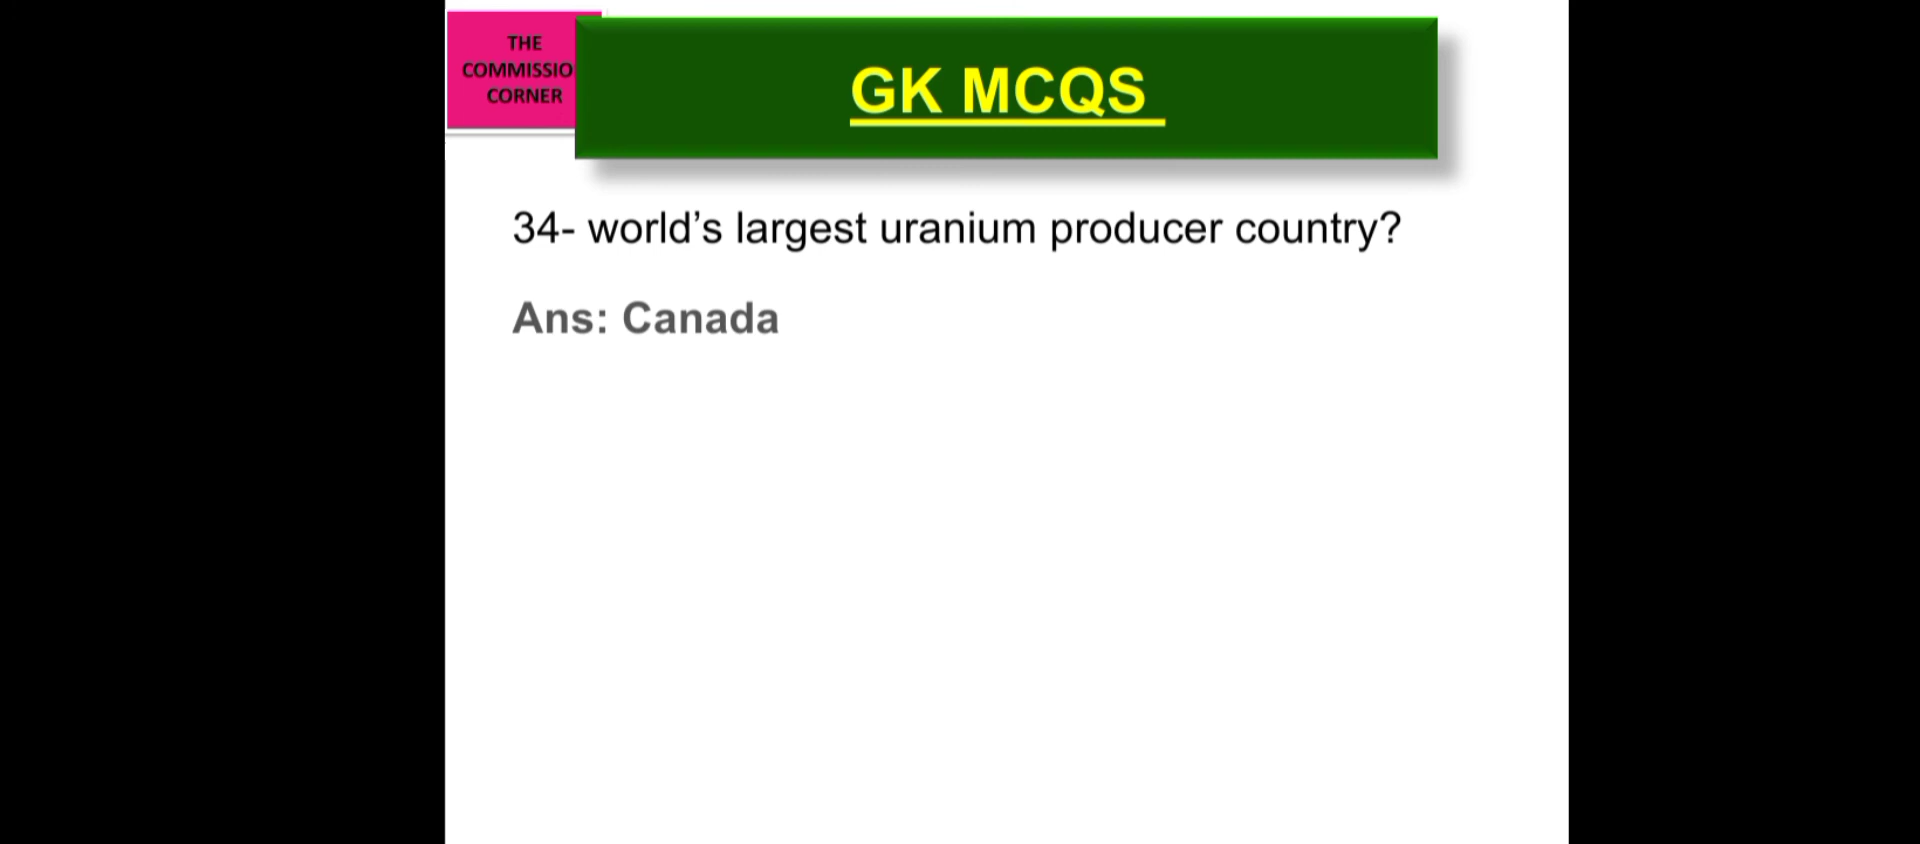 THE
COMMISSIO
CORNER
GK MCQS
34- world’s largest uranium producer country?
Ans: Canada